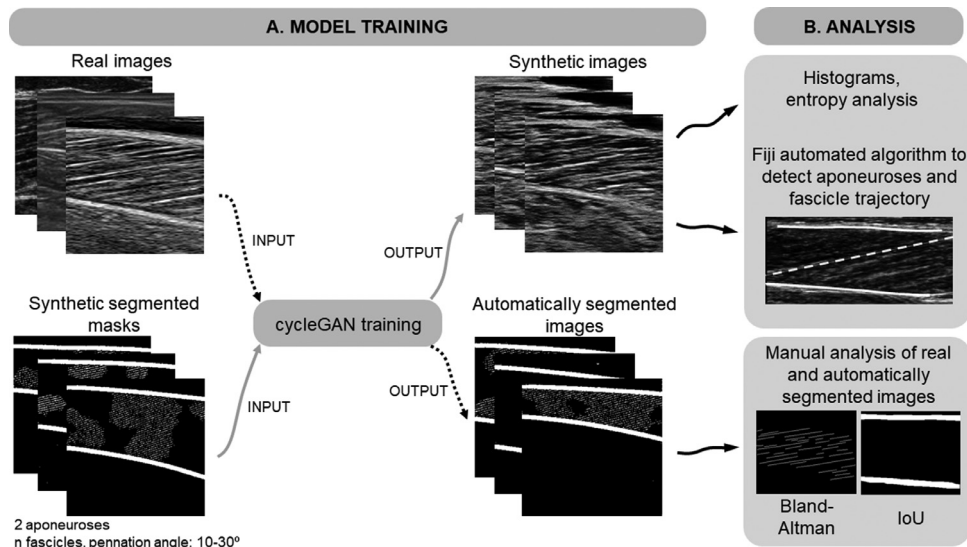 A. MODEL TRAINING
Real images
Synthetic images
INPUT
OUTPUT
Synthetic segmented
masks
cycleGAN training
Automatically segmented
images
INPUT
OUTPUT
2 aponeuroses
n fascicles, pennation angle: 10-30º
B. ANALYSIS
Histograms,
entropy analysis
Fiji automated algorithm to
detect aponeuroses and
fascicle trajectory
Manual analysis of real
and automatically
segmented images
Bland-
Altman
IoU